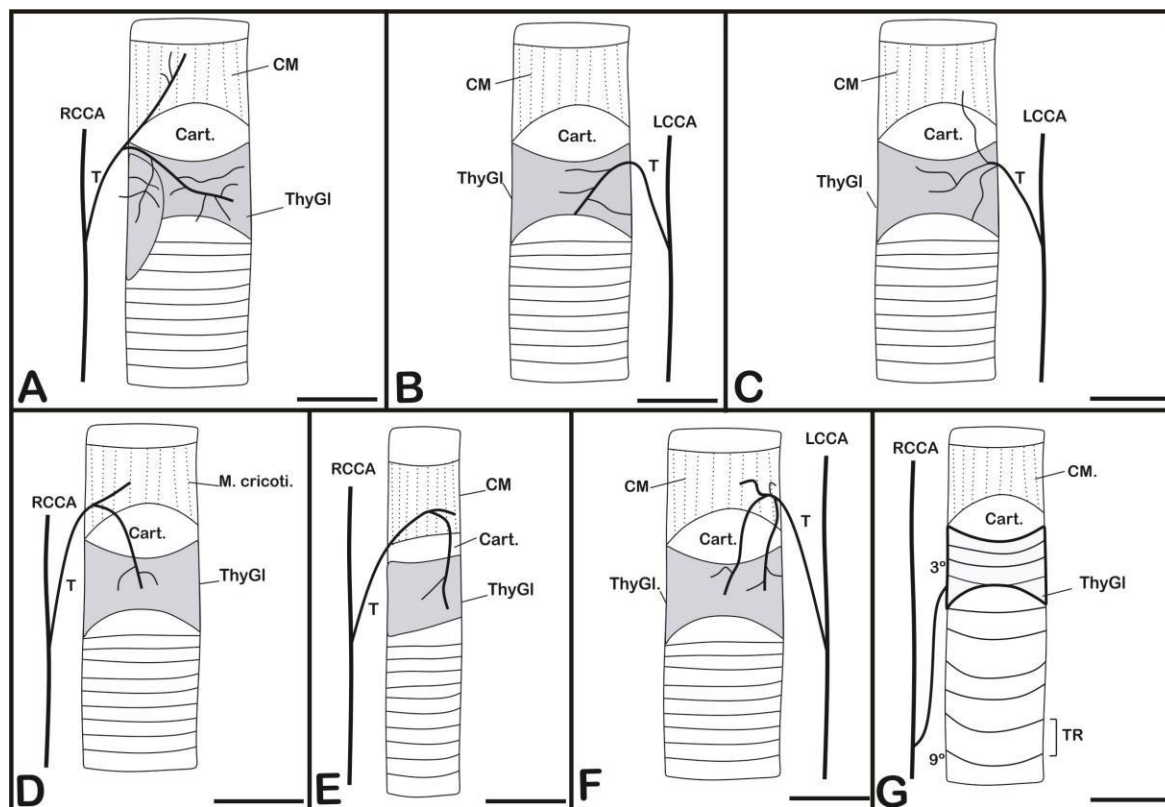 CM
RCCA
Cart.
T
ThyGl
A
CM
LCCA
Cart.
T
ThyGl
B
CM
LCCA
Cart.
ThyGl
T
C
M. cricoti.
RCCA
Cart.
ThyGl
T
D
RCCA
CM
Cart.
ThyGl
T
E
LCCA
CM
T
Cart.
ThyGl.
F
RCCA
CM.
Cart.
3º
ThyGl
TR
9º
G